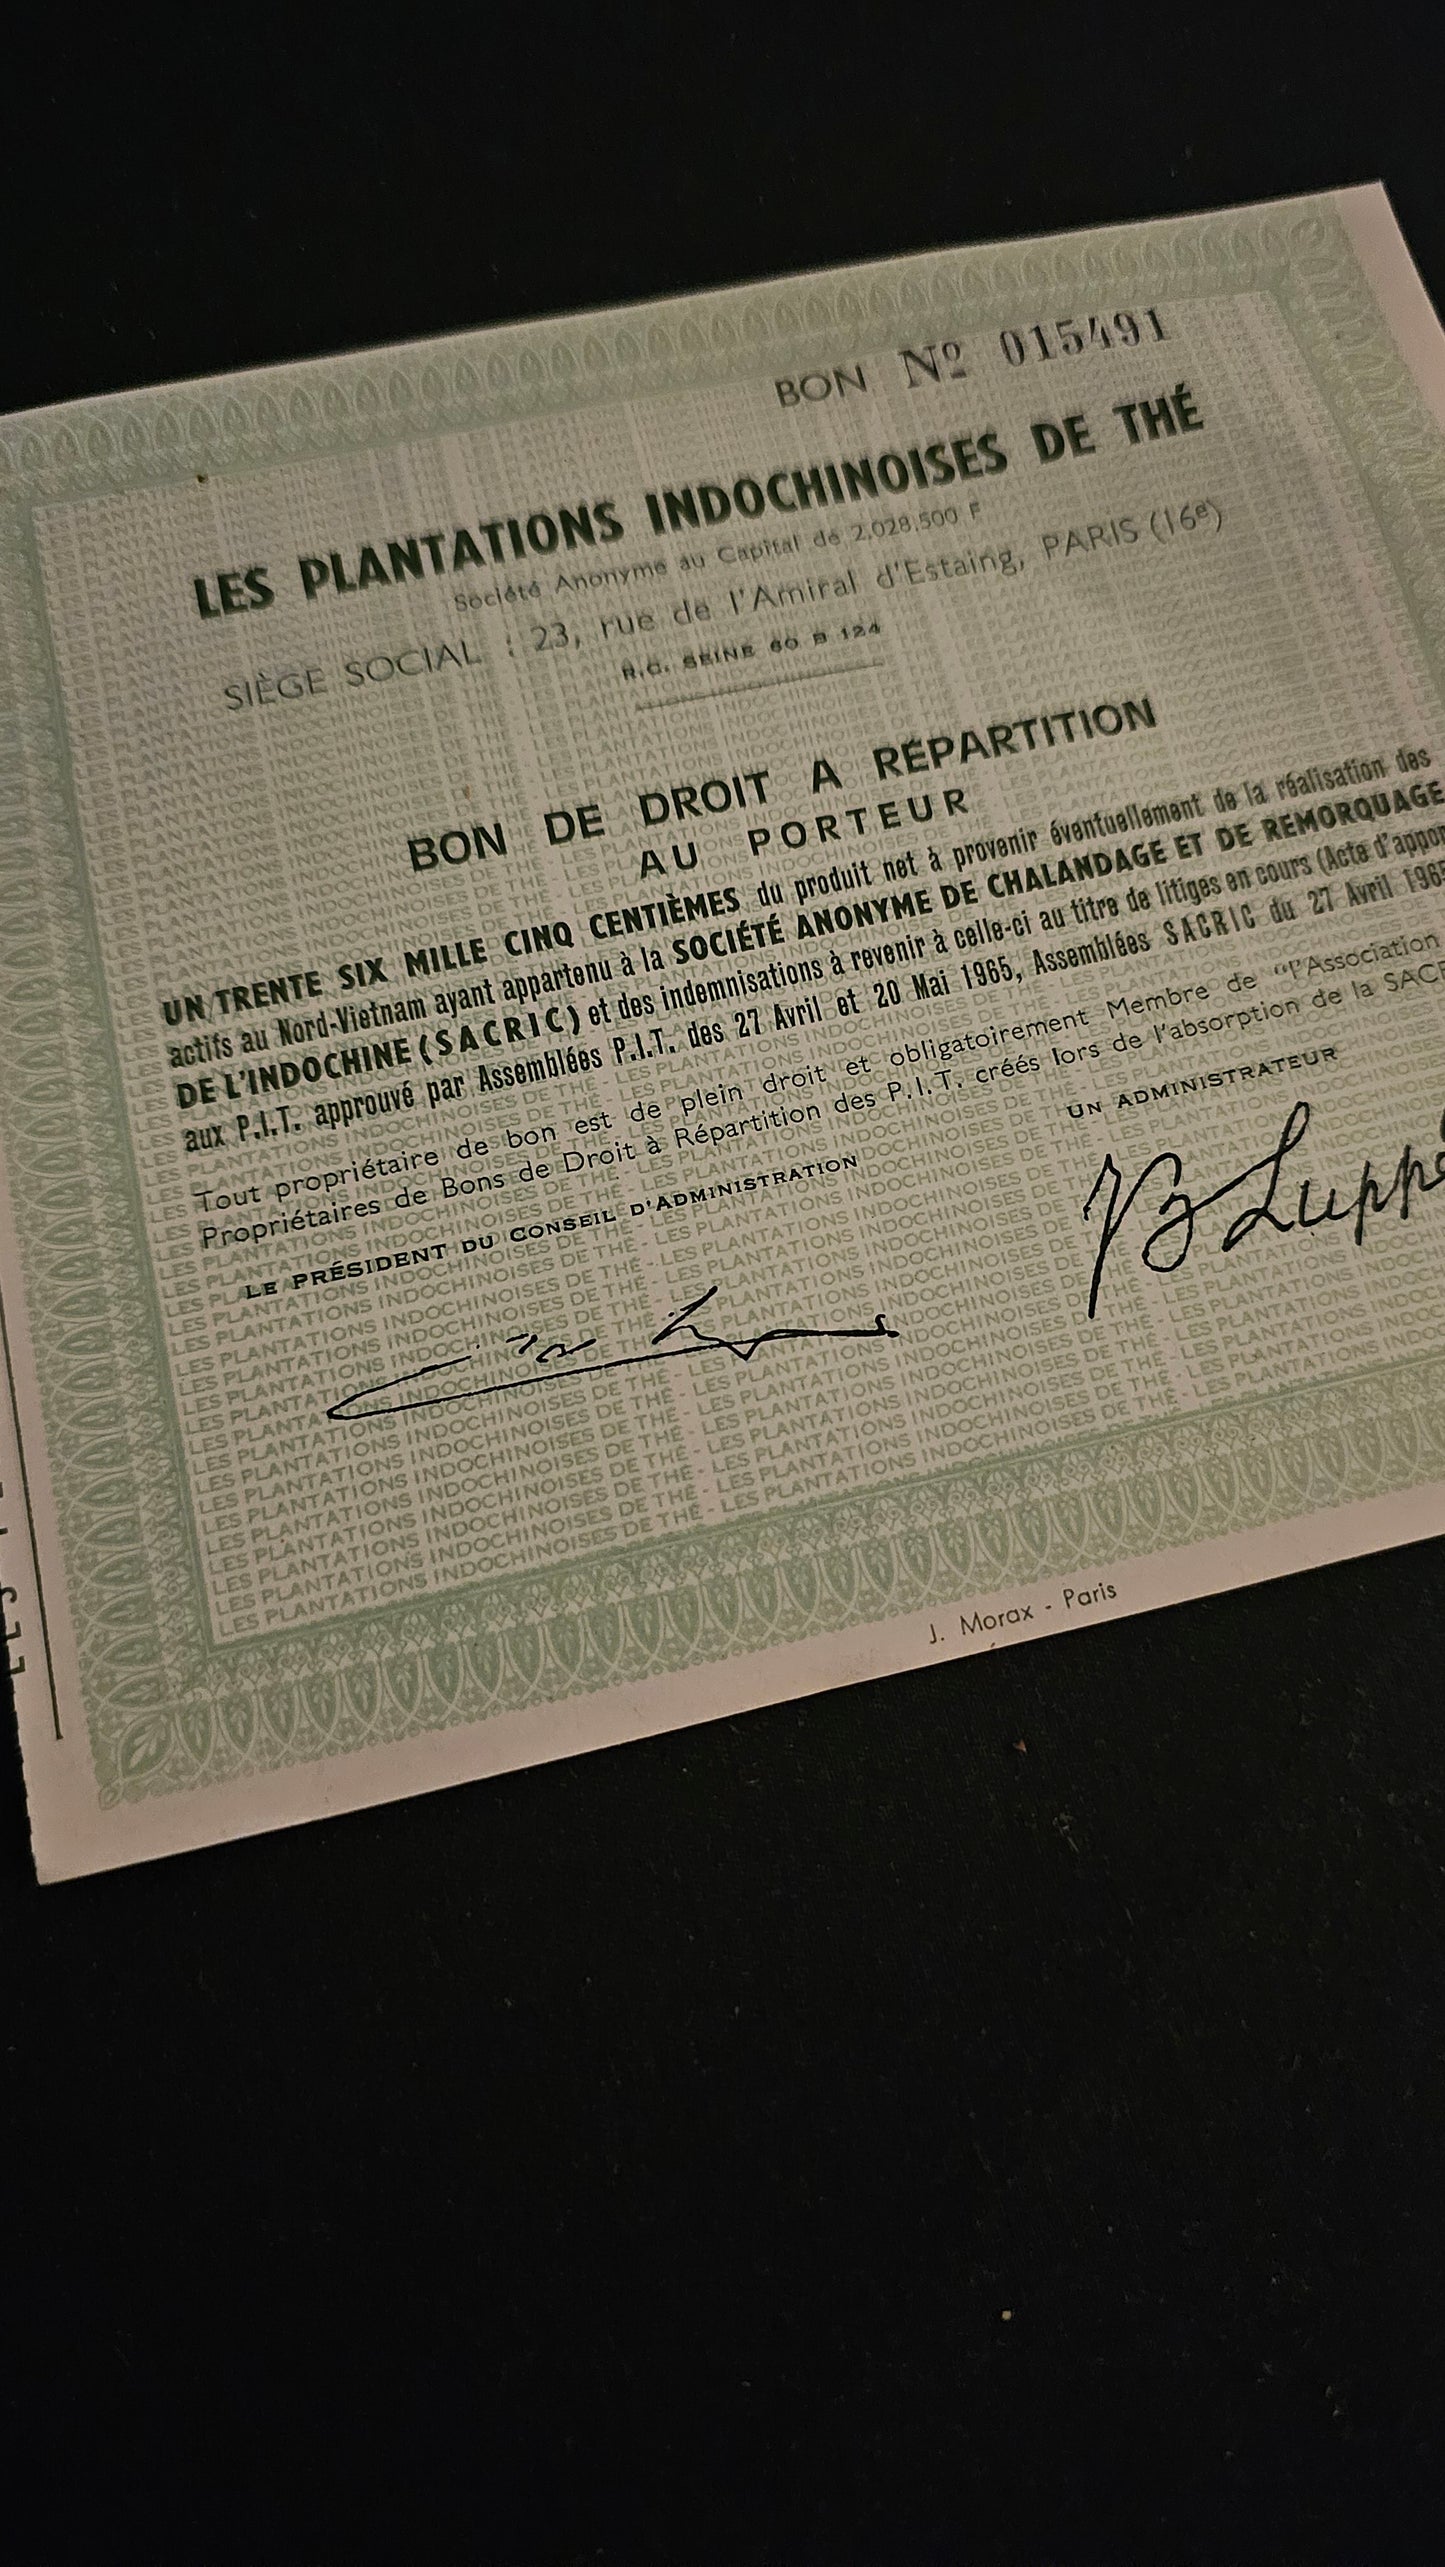 BON Nº 015491
LES PLANTATIONS INDOCHINOISES DE THÉ
Société Anonyme au Capital de 2.028.500 F
SIÈGE SOCIAL : 23, rue de l'Amiral d'Estaing, PARIS (16e)
R.C. SEINE 60 B 124
BON DE DROIT A RÉPARTITION
AU PORTEUR
UN TRENTE SIX MILLE CINQ CENTIÈMES du produit net à provenir éventuellement de la réalisation des
actifs au Nord-Vietnam ayant appartenu à la SOCIÉTÉ ANONYME DE CHALANDAGE ET DE REMORQUAGE
DE L'INDOCHINE (SACRIC) et des indemnisations à revenir à celle-ci au titre de litiges en cours (Acte d'appor
aux P.I.T. approuvé par Assemblées P.I.T. des 27 Avril et 20 Mai 1965, Assemblées SACRIC du 27 Avril 1965
Tout propriétaire de bon est de plein droit et obligatoirement Membre de "l'Association
Propriétaires de Bons de Droit à Répartition des P.I.T. créés lors de l'absorption de la SACR
LE PRÉSIDENT DU CONSEIL D'ADMINISTRATION
UN ADMINISTRATEUR
J. Morax - Paris